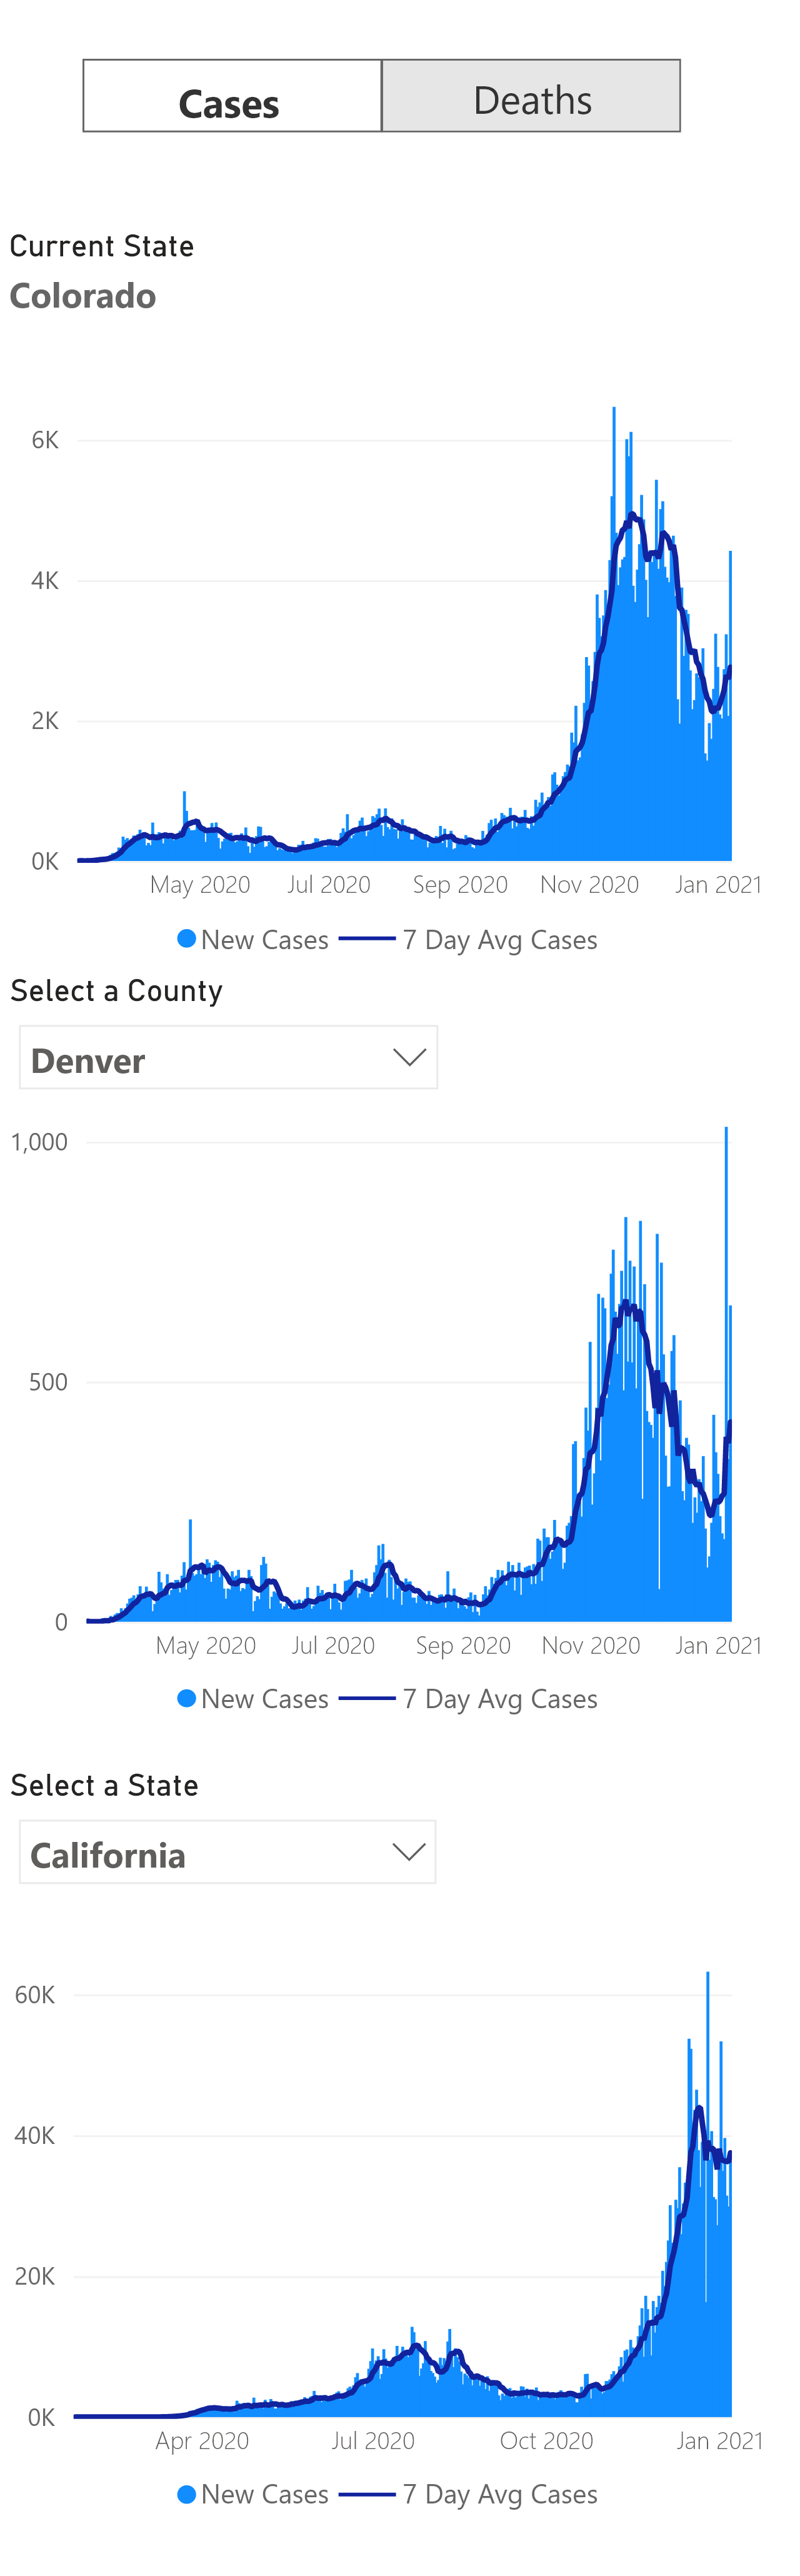 Cases Deaths
Current State
Colorado
6K
4K
2K
0K
May 2020 Jul 2020 Sep 2020 Nov 2020 Jan 2021
New Cases 7 Day Avg Cases
Select a County
Denver
1,000
500
0
May 2020 Jul 2020 Sep 2020 Nov 2020 Jan 2021
New Cases 7 Day Avg Cases
Select a State
California
60K
40K
20K
0K
Apr 2020 Jul 2020 Oct 2020 Jan 2021
New Cases 7 Day Avg Cases